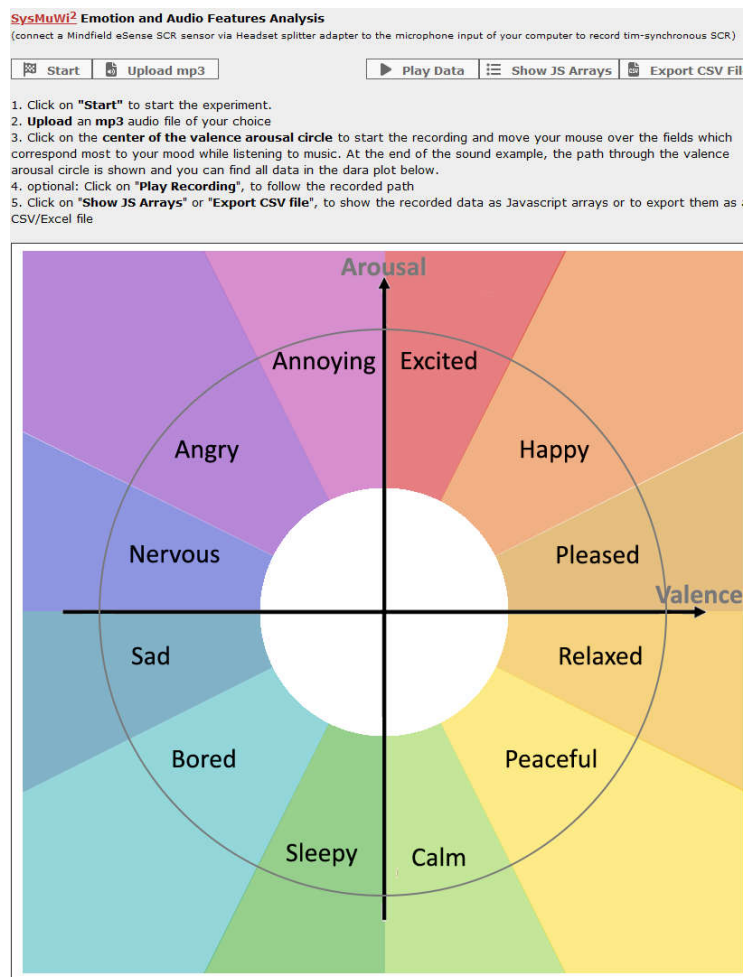 SysMuWi² Emotion and Audio Features Analysis
(connect a Mindfield eSense SCR sensor via Headset splitter adapter to the microphone input of your computer to record tim-synchronous SCR)
Start Upload mp3 Play Data Show JS Arrays Export CSV Fil
1. Click on "Start" to start the experiment.
2. Upload an mp3 audio file of your choice
3. Click on the center of the valence arousal circle to start the recording and move your mouse over the fields which
correspond most to your mood while listening to music. At the end of the sound example, the path through the valence
arousal circle is shown and you can find all data in the dara plot below.
4. optional: Click on "Play Recording", to follow the recorded path
5. Click on "Show JS Arrays" or "Export CSV file", to show the recorded data as Javascript arrays or to export them as a
CSV/Excel file
Arousal
Annoying Excited
Angry Happy
Nervous Pleased
Valence
Sad Relaxed
Bored Peaceful
Sleepy Calm